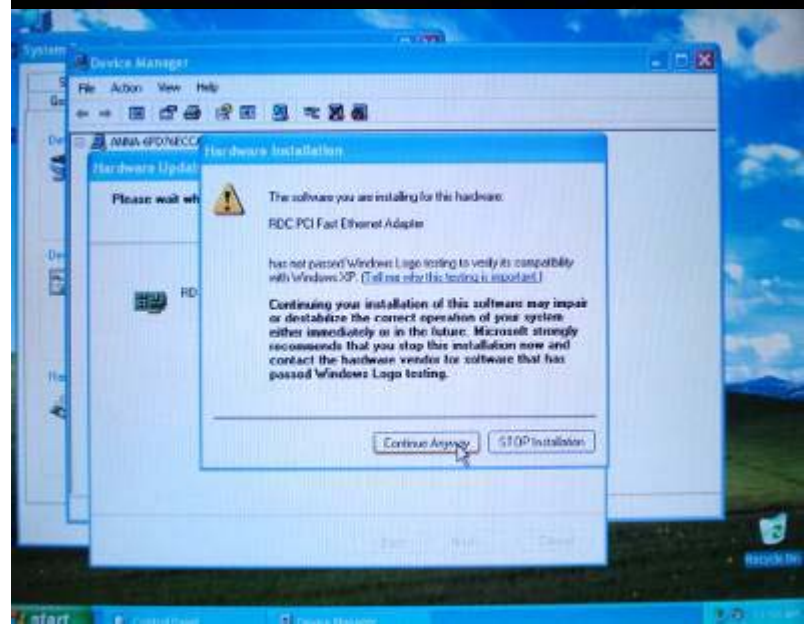 System
Device Manager
File Action View Help
Hardware Updat
Please wait wh
RD
Hardware Installation
The software you are installing for this hardware:
RDC PCI Fast Ethernet Adapter
has not passed Windows Logo testing to verify its compatibility
with Windows XP. (Tell me why this testing is important.)
Continuing your installation of this software may impair
or destabilize the correct operation of your system
either immediately or in the future. Microsoft strongly
recommends that you stop this installation now and
contact the hardware vendor for software that has
passed Windows Logo testing.
Continue Anyway
STOP Installation
Cancel
Recycle Bin
start
Control Panel
Device Manager